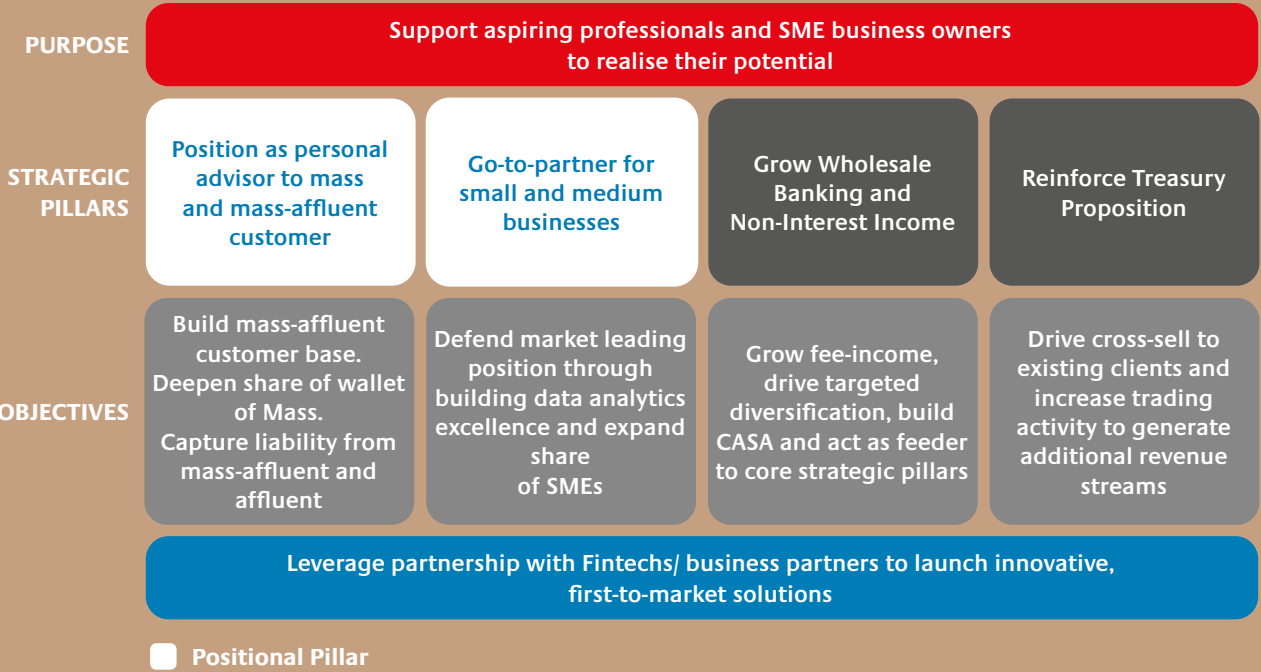 PURPOSE
Support aspiring professionals and SME business owners
to realise their potential
STRATEGIC
PILLARS
Position as personal
advisor to mass
and mass-affluent
customer
Go-to-partner for
small and medium
businesses
Grow Wholesale
Banking and
Non-Interest Income
Reinforce Treasury
Proposition
OBJECTIVES
Build mass-affluent
customer base.
Deepen share of wallet
of Mass.
Capture liability from
mass-affluent and
affluent
Defend market leading
position through
building data analytics
excellence and expand
share
of SMEs
Grow fee-income,
drive targeted
diversification, build
CASA and act as feeder
to core strategic pillars
Drive cross-sell to
existing clients and
increase trading
activity to generate
additional revenue
streams
Leverage partnership with Fintechs/ business partners to launch innovative,
first-to-market solutions
Positional Pillar